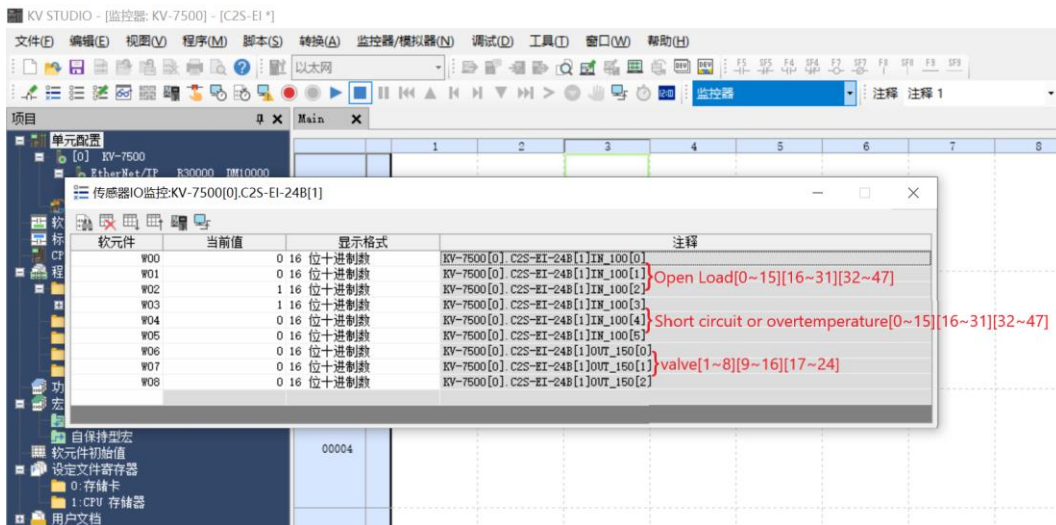 KV STUDIO - [监控器: KV-7500] - [C2S-EI *]
文件(F) 编辑(E) 视图(V) 程序(M) 脚本(S) 转换(A) 监控器/模拟器(N) 调试(D) 工具(T) 窗口(W) 帮助(H)
以太网
监控器 注释 注释 1
项目 Main
单元配置
[0] KV-7500
EtherNet/IP R30000 DM10000
1 2 3 4 5 6 7 8
传感器IO监控:KV-7500[0].C2S-EI-24B[1]
软元件 当前值 显示格式 注释
W00 0 16 位十进制数 KV-7500[0].C2S-EI-24B[1]IN_100[0]
W01 0 16 位十进制数 KV-7500[0].C2S-EI-24B[1]IN_100[1]
W02 1 16 位十进制数 KV-7500[0].C2S-EI-24B[1]IN_100[2]
Open Load[0~15][16~31][32~47]
W03 1 16 位十进制数 KV-7500[0].C2S-EI-24B[1]IN_100[3]
W04 0 16 位十进制数 KV-7500[0].C2S-EI-24B[1]IN_100[4]
W05 0 16 位十进制数 KV-7500[0].C2S-EI-24B[1]IN_100[5]
Short circuit or overtemperature[0~15][16~31][32~47]
W06 0 16 位十进制数 KV-7500[0].C2S-EI-24B[1]OUT_150[0]
W07 0 16 位十进制数 KV-7500[0].C2S-EI-24B[1]OUT_150[1]
W08 0 16 位十进制数 KV-7500[0].C2S-EI-24B[1]OUT_150[2]
valve[1~8][9~16][17~24]
软
标
CP
程
功
宏
自保持型宏
软元件初始值
设定文件寄存器
0:存储卡
1:CPU 存储器
用户文档
00004